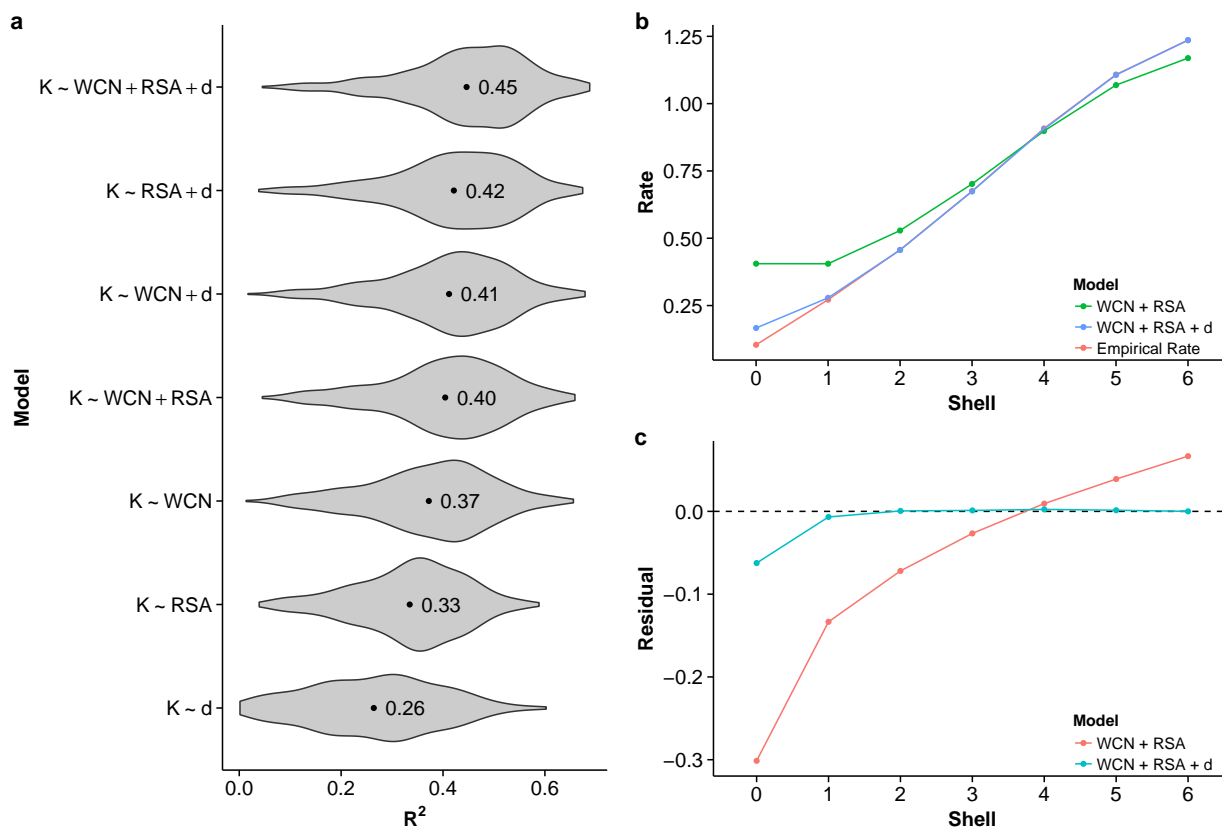 a
Model
K ~ WCN + RSA + d
0.45
K ~ RSA + d
0.42
K ~ WCN + d
0.41
K ~ WCN + RSA
0.40
K ~ WCN
0.37
K ~ RSA
0.33
K ~ d
0.26
0.0 0.2 0.4 0.6
R²
b
Rate
1.25
1.00
0.75
0.50
0.25
Model
WCN + RSA
WCN + RSA + d
Empirical Rate
0 1 2 3 4 5 6
Shell
c
Residual
0.0
−0.1
−0.2
−0.3
Model
WCN + RSA
WCN + RSA + d
0 1 2 3 4 5 6
Shell